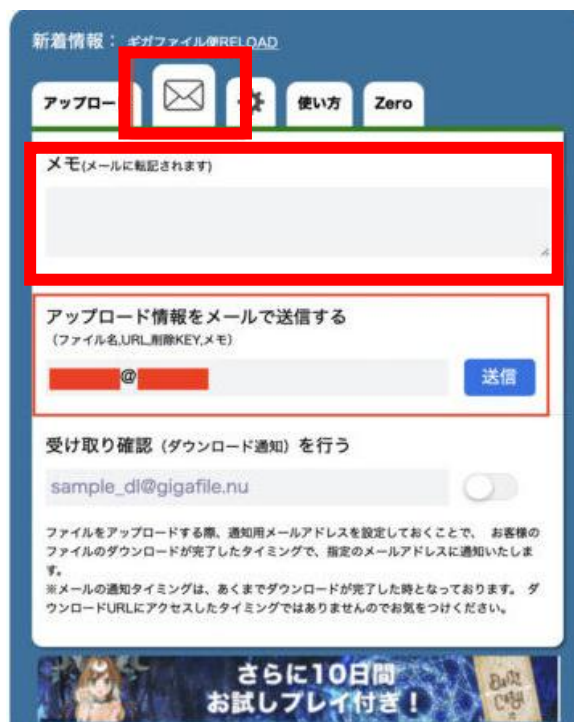 新着情報： ギガファイル便RELOAD
アップロー
使い方
Zero
メモ(メールに転記されます)
アップロード情報をメールで送信する
（ファイル名,URL,削除KEY,メモ）
@
送信
受け取り確認（ダウンロード通知）を行う
sample_dl@gigafile.nu
ファイルをアップロードする際、通知用メールアドレスを設定しておくことで、 お客様の
ファイルのダウンロードが完了したタイミングで、指定のメールアドレスに通知いたしま
す。
※メールの通知タイミングは、あくまでダウンロードが完了した時となっております。 ダ
ウンロードURLにアクセスしたタイミングではありませんのでお気をつけください。
さらに10日間
お試しプレイ付き！